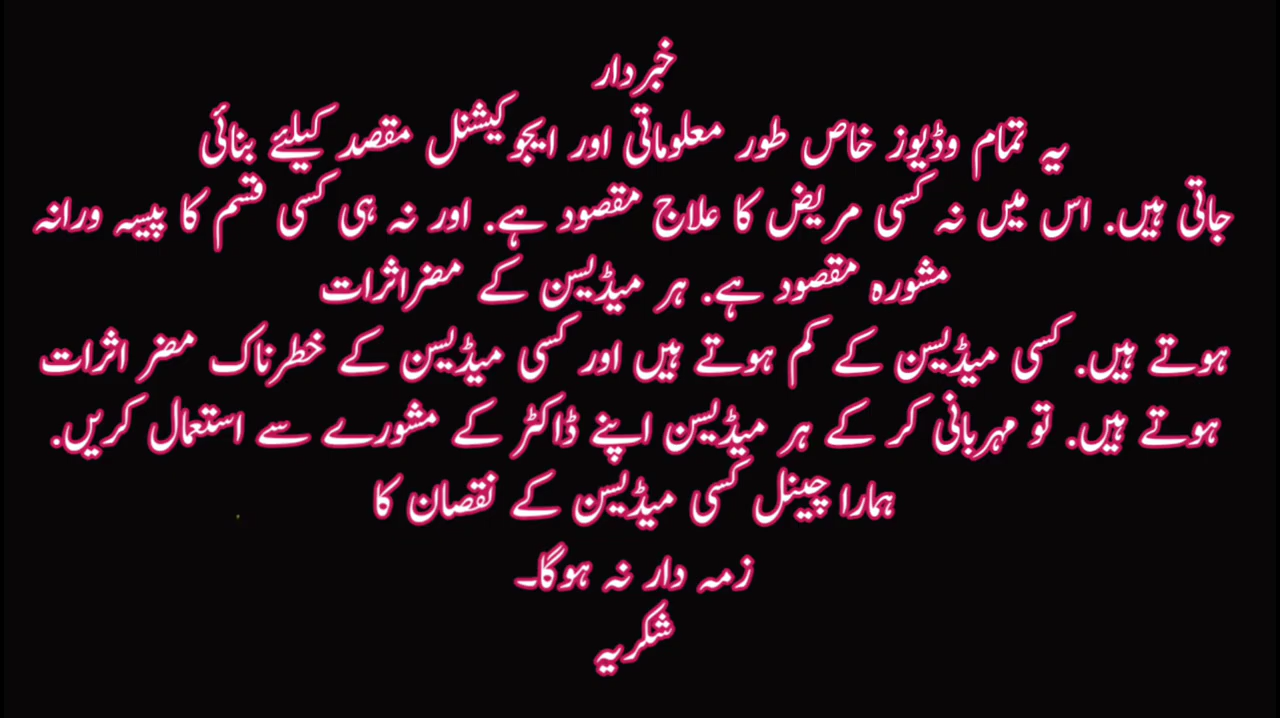 خبردار
یہ تمام وڈیوز خاص طور معلوماتی اور ایجوکیشنل مقصد کیلئے بنائی
جاتی ہیں. اس میں نہ کسی مریض کا علاج مقصود ہے. اور نہ ہی کسی قسم کا پیسہ ورانہ
مشورہ مقصود ہے. ہر میڈیسن کے مضراثرات
ہوتے ہیں. کسی میڈیسن کے کم ہوتے ہیں اور کسی میڈیسن کے خطرناک مضر اثرات
ہوتے ہیں. تو مہربانی کر کے ہر میڈیسن اپنے ڈاکٹر کے مشورے سے استعمال کریں.
ہمارا چینل کسی میڈیسن کے نقصان کا
زمہ دار نہ ہوگا۔
شکریہ